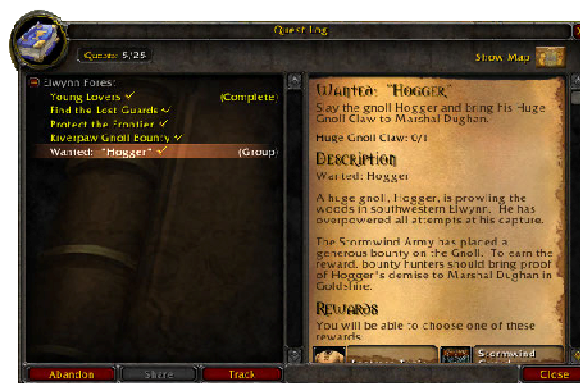 Quest Log
Quests: 5/25
Show Map
Elwynn Forest
Young Lovers (Complete)
Find the Lost Guards
Protect the Frontier
Riverpaw Gnoll Bounty
Wanted: "Hogger" (Group)
Wanted: "Hogger"
Slay the gnoll Hogger and bring his Huge
Gnoll Claw to Marshal Dughan.
Huge Gnoll Claw: 0/1
Description
Wanted: Hogger
A huge gnoll, Hogger, is prowling the
woods in southwestern Elwynn. He has
overpowered all attempts at his capture.
The Stormwind Army has placed a
generous bounty on the Gnoll. To earn the
reward, bounty hunters should bring proof
of Hogger's demise to Marshal Dughan in
Goldshire.
Rewards
You will be able to choose one of these
rewards
Stormwind
Abandon
Share
Track
Close